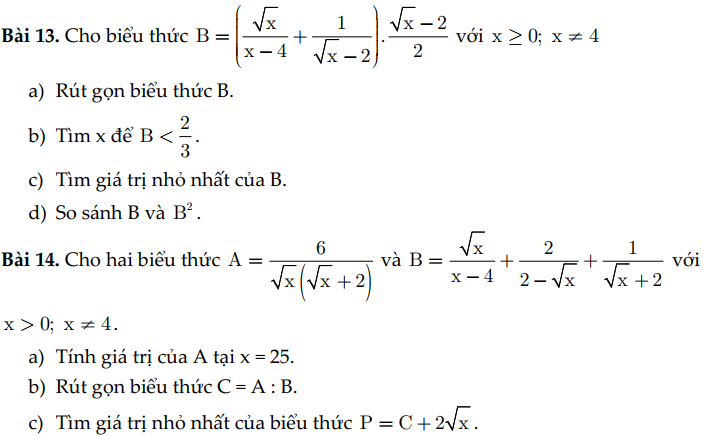 Bài 13. Cho biểu thức B = (√x/(x − 4) + 1/(√x − 2)) . (√x − 2)/2 với x ≥ 0; x ≠ 4
a) Rút gọn biểu thức B.
b) Tìm x để B < 2/3.
c) Tìm giá trị nhỏ nhất của B.
d) So sánh B và B².
Bài 14. Cho hai biểu thức A = 6/(√x(√x + 2)) và B = √x/(x − 4) + 2/(2 − √x) + 1/(√x + 2) với
x > 0; x ≠ 4.
a) Tính giá trị của A tại x = 25.
b) Rút gọn biểu thức C = A : B.
c) Tìm giá trị nhỏ nhất của biểu thức P = C + 2√x.